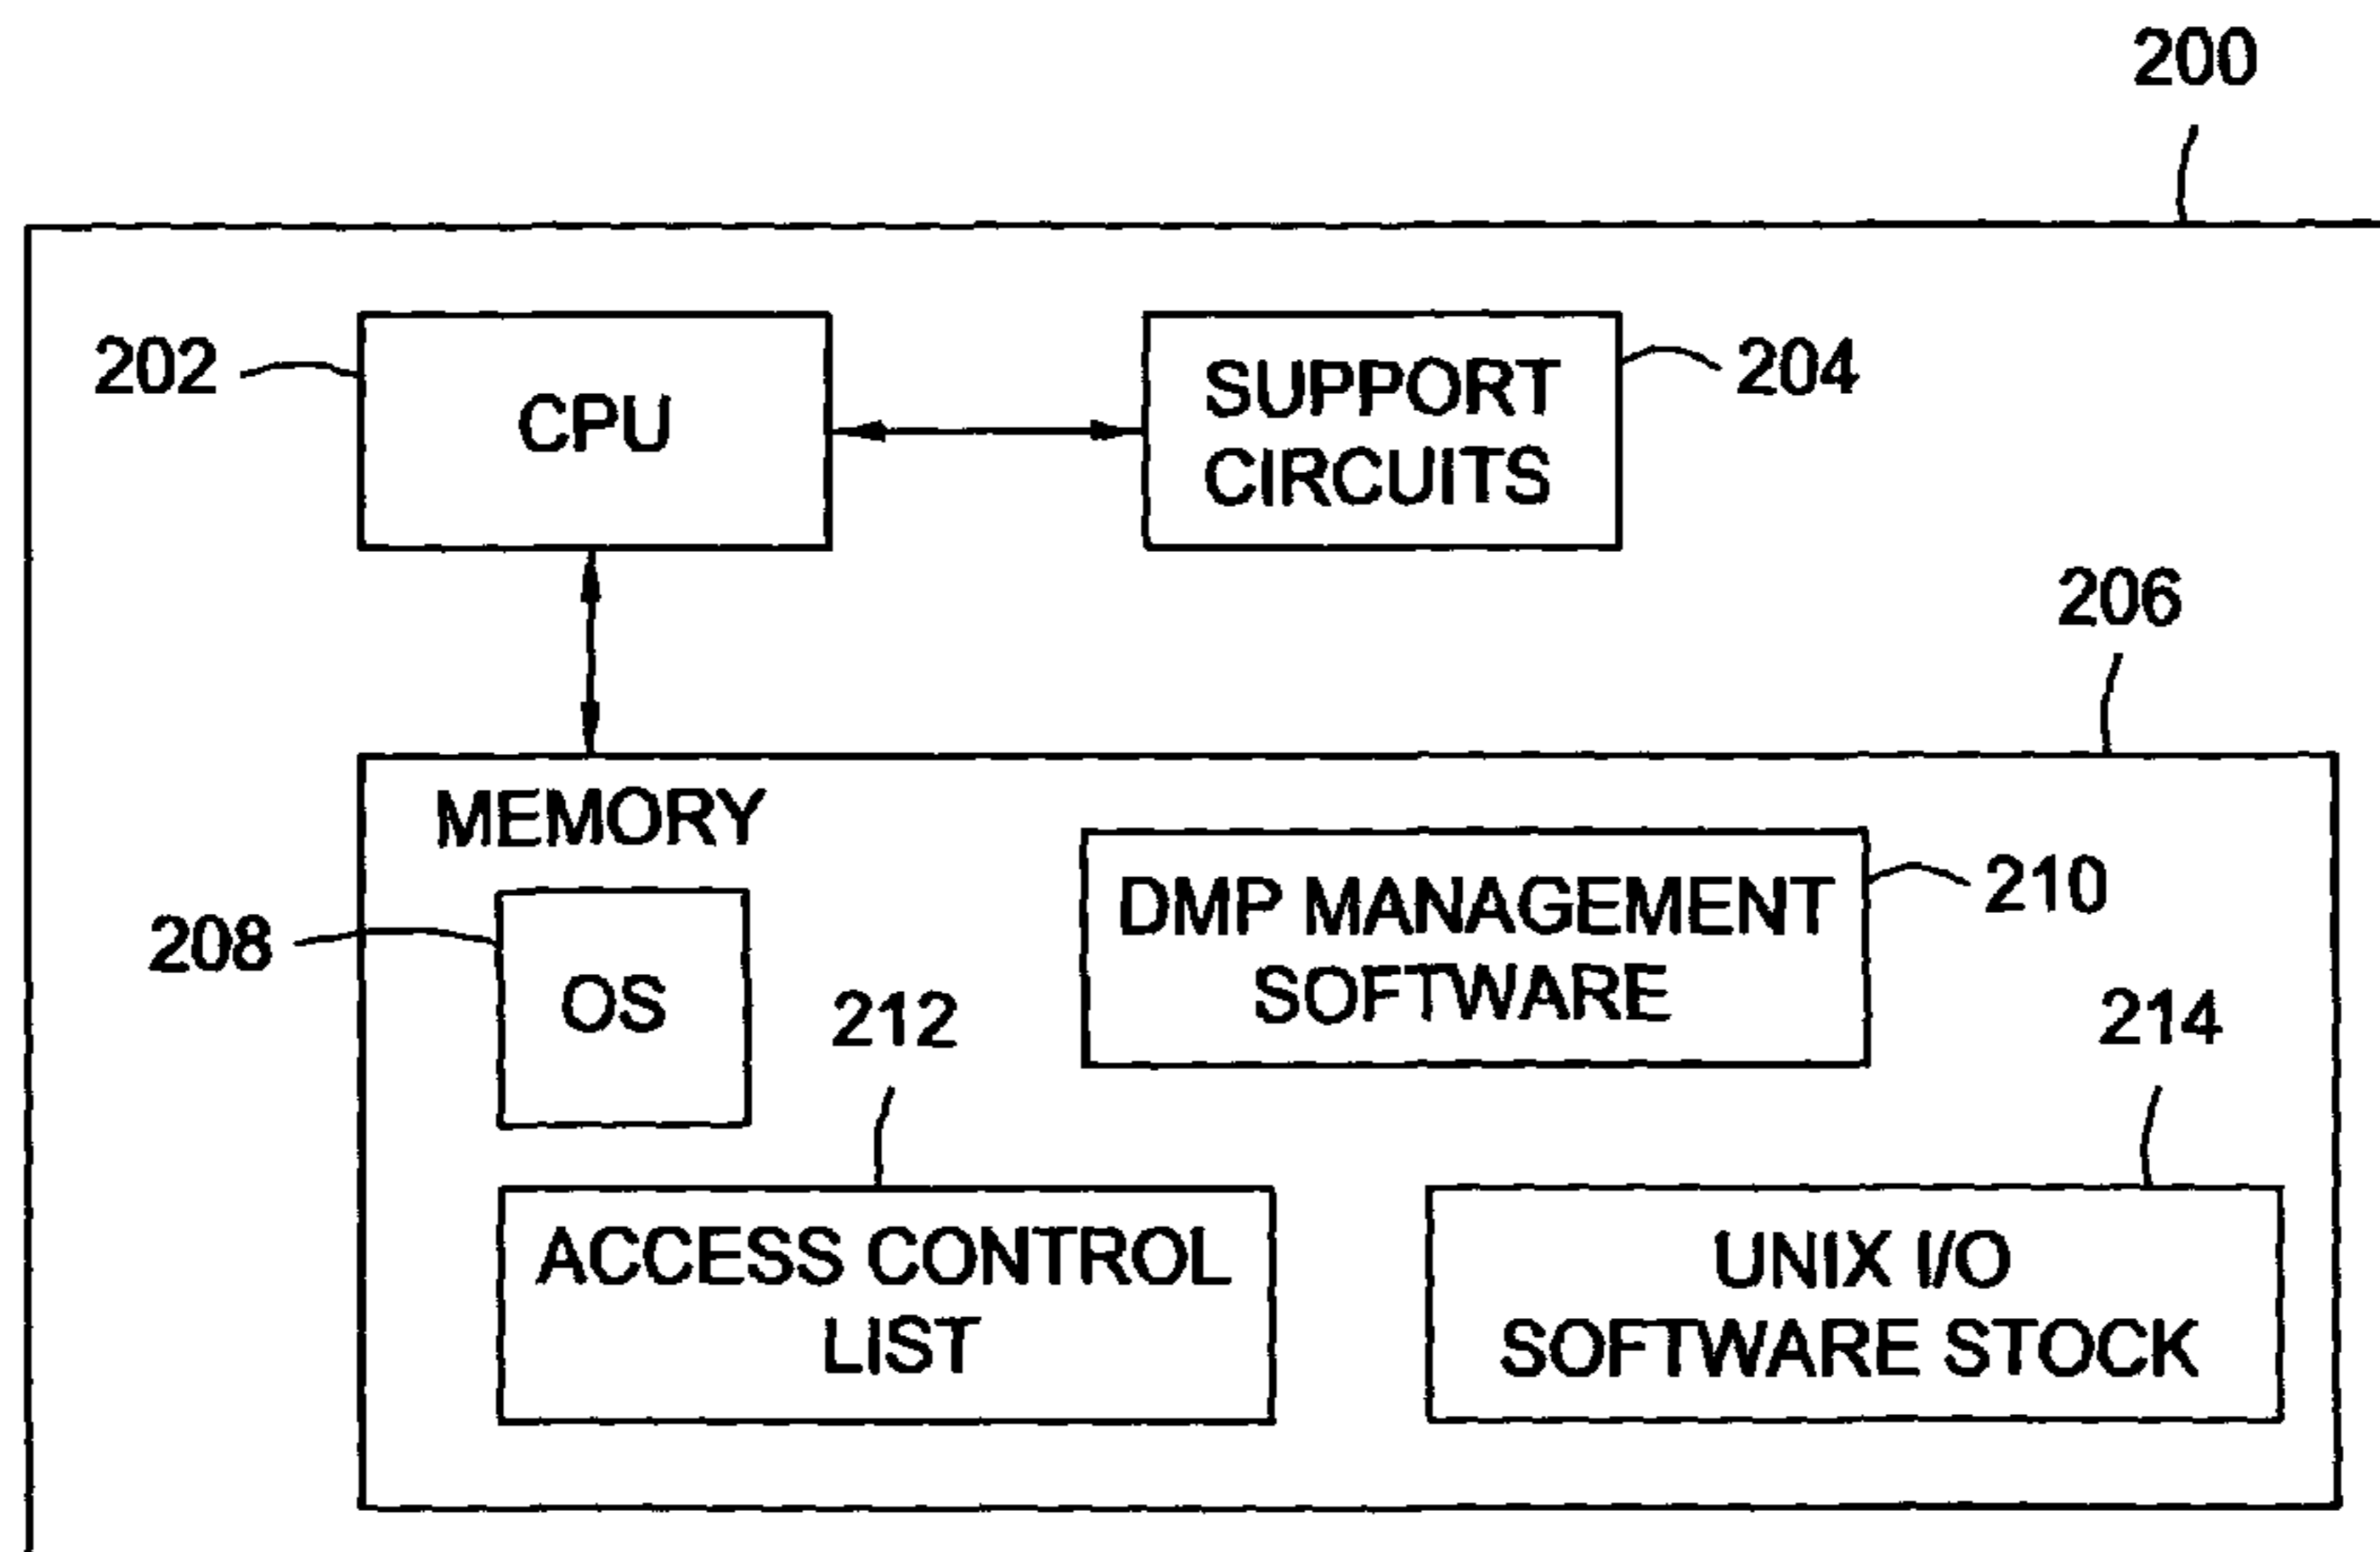 200
202
CPU
SUPPORT
CIRCUITS
204
206
MEMORY
208
OS
DMP MANAGEMENT
SOFTWARE
210
212
214
ACCESS CONTROL
LIST
UNIX I/O
SOFTWARE STOCK